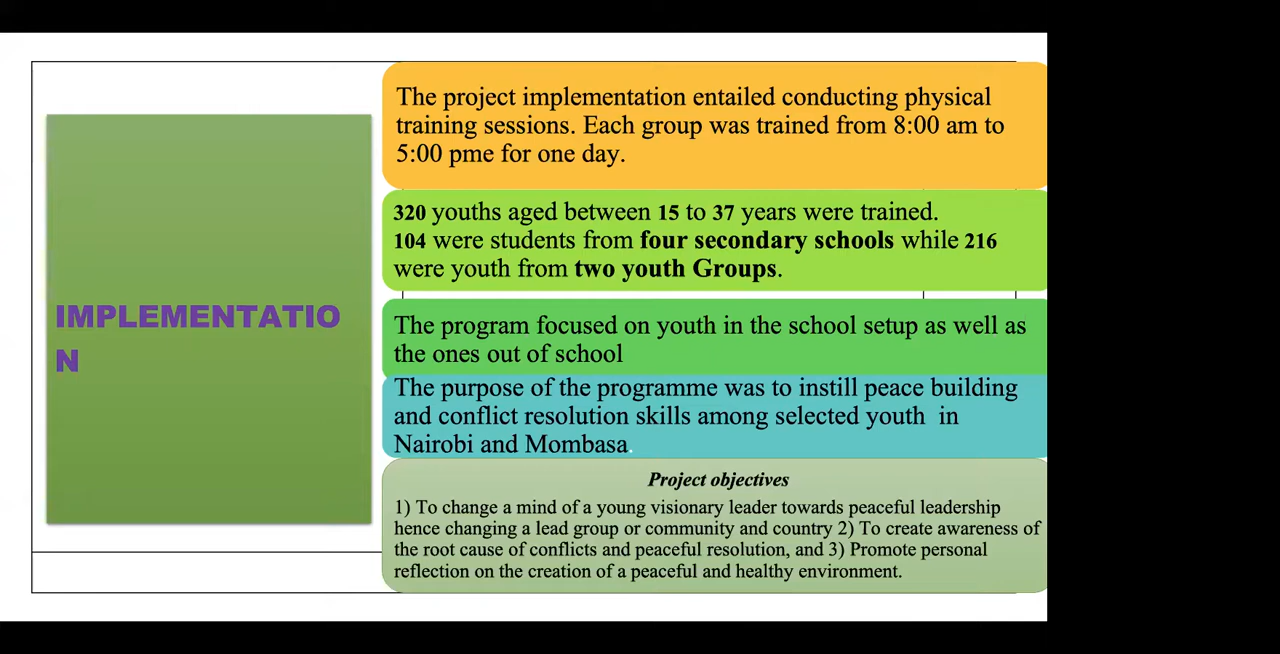 IMPLEMENTATIO
N
The project implementation entailed conducting physical
training sessions. Each group was trained from 8:00 am to
5:00 pme for one day.
320 youths aged between 15 to 37 years were trained.
104 were students from four secondary schools while 216
were youth from two youth Groups.
The program focused on youth in the school setup as well as
the ones out of school
The purpose of the programme was to instill peace building
and conflict resolution skills among selected youth  in
Nairobi and Mombasa.
Project objectives
1) To change a mind of a young visionary leader towards peaceful leadership
hence changing a lead group or community and country 2) To create awareness of
the root cause of conflicts and peaceful resolution, and 3) Promote personal
reflection on the creation of a peaceful and healthy environment.